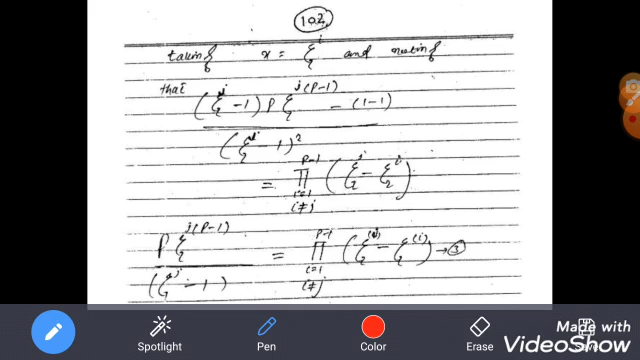 102
taking x = ξ^j and noting
that
(ξ^j - 1) P ξ^{j(P-1)} - (1-1)
(ξ^j - 1)^2
= ∏_{i=1, i≠j}^{P-1} (ξ^j - ξ^i)
P ξ^{j(P-1)} / (ξ^j - 1) = ∏_{i=1, i≠j}^{P-1} (ξ^{(j)} - ξ^{(i)}) → ③
Spotlight Pen Color Erase Save
Made with
VideoShow